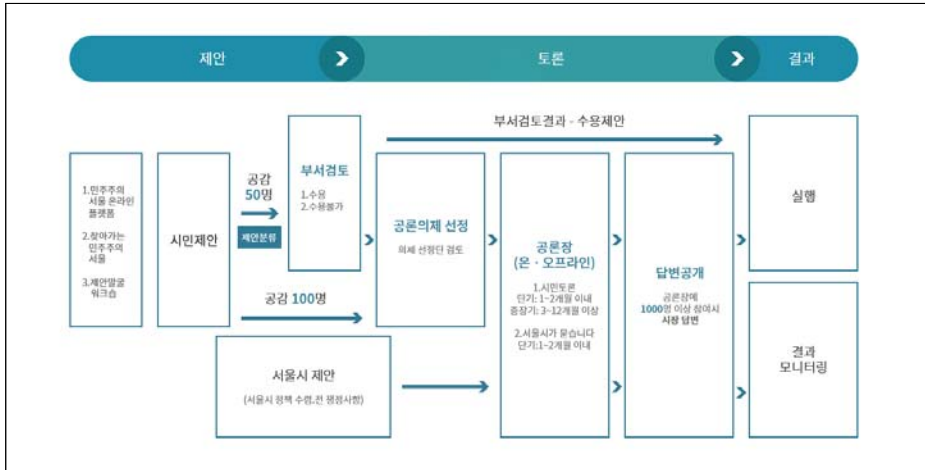 제안
토론
결과
부서검토결과 - 수용제안
1.민주주의
서울 온라인
플랫폼
2.찾아가는
민주주의
서울
3.제안발굴
워크숍
시민제안
공감
50명
제안분류
부서검토
1.수용
2.수용불가
공감 100명
공론의제 선정
의제 선정단 검토
서울시 제안
(서울시 정책 수립,전 쟁점사항)
공론장
(온 · 오프라인)
1.시민토론
단기: 1~2개월 이내
중장기: 3~12개월 이상
2.서울시가 묻습니다
단기:1~2개월 이내
답변공개
공론장에
1000명 이상 참여시
시장 답변
실행
결과
모니터링